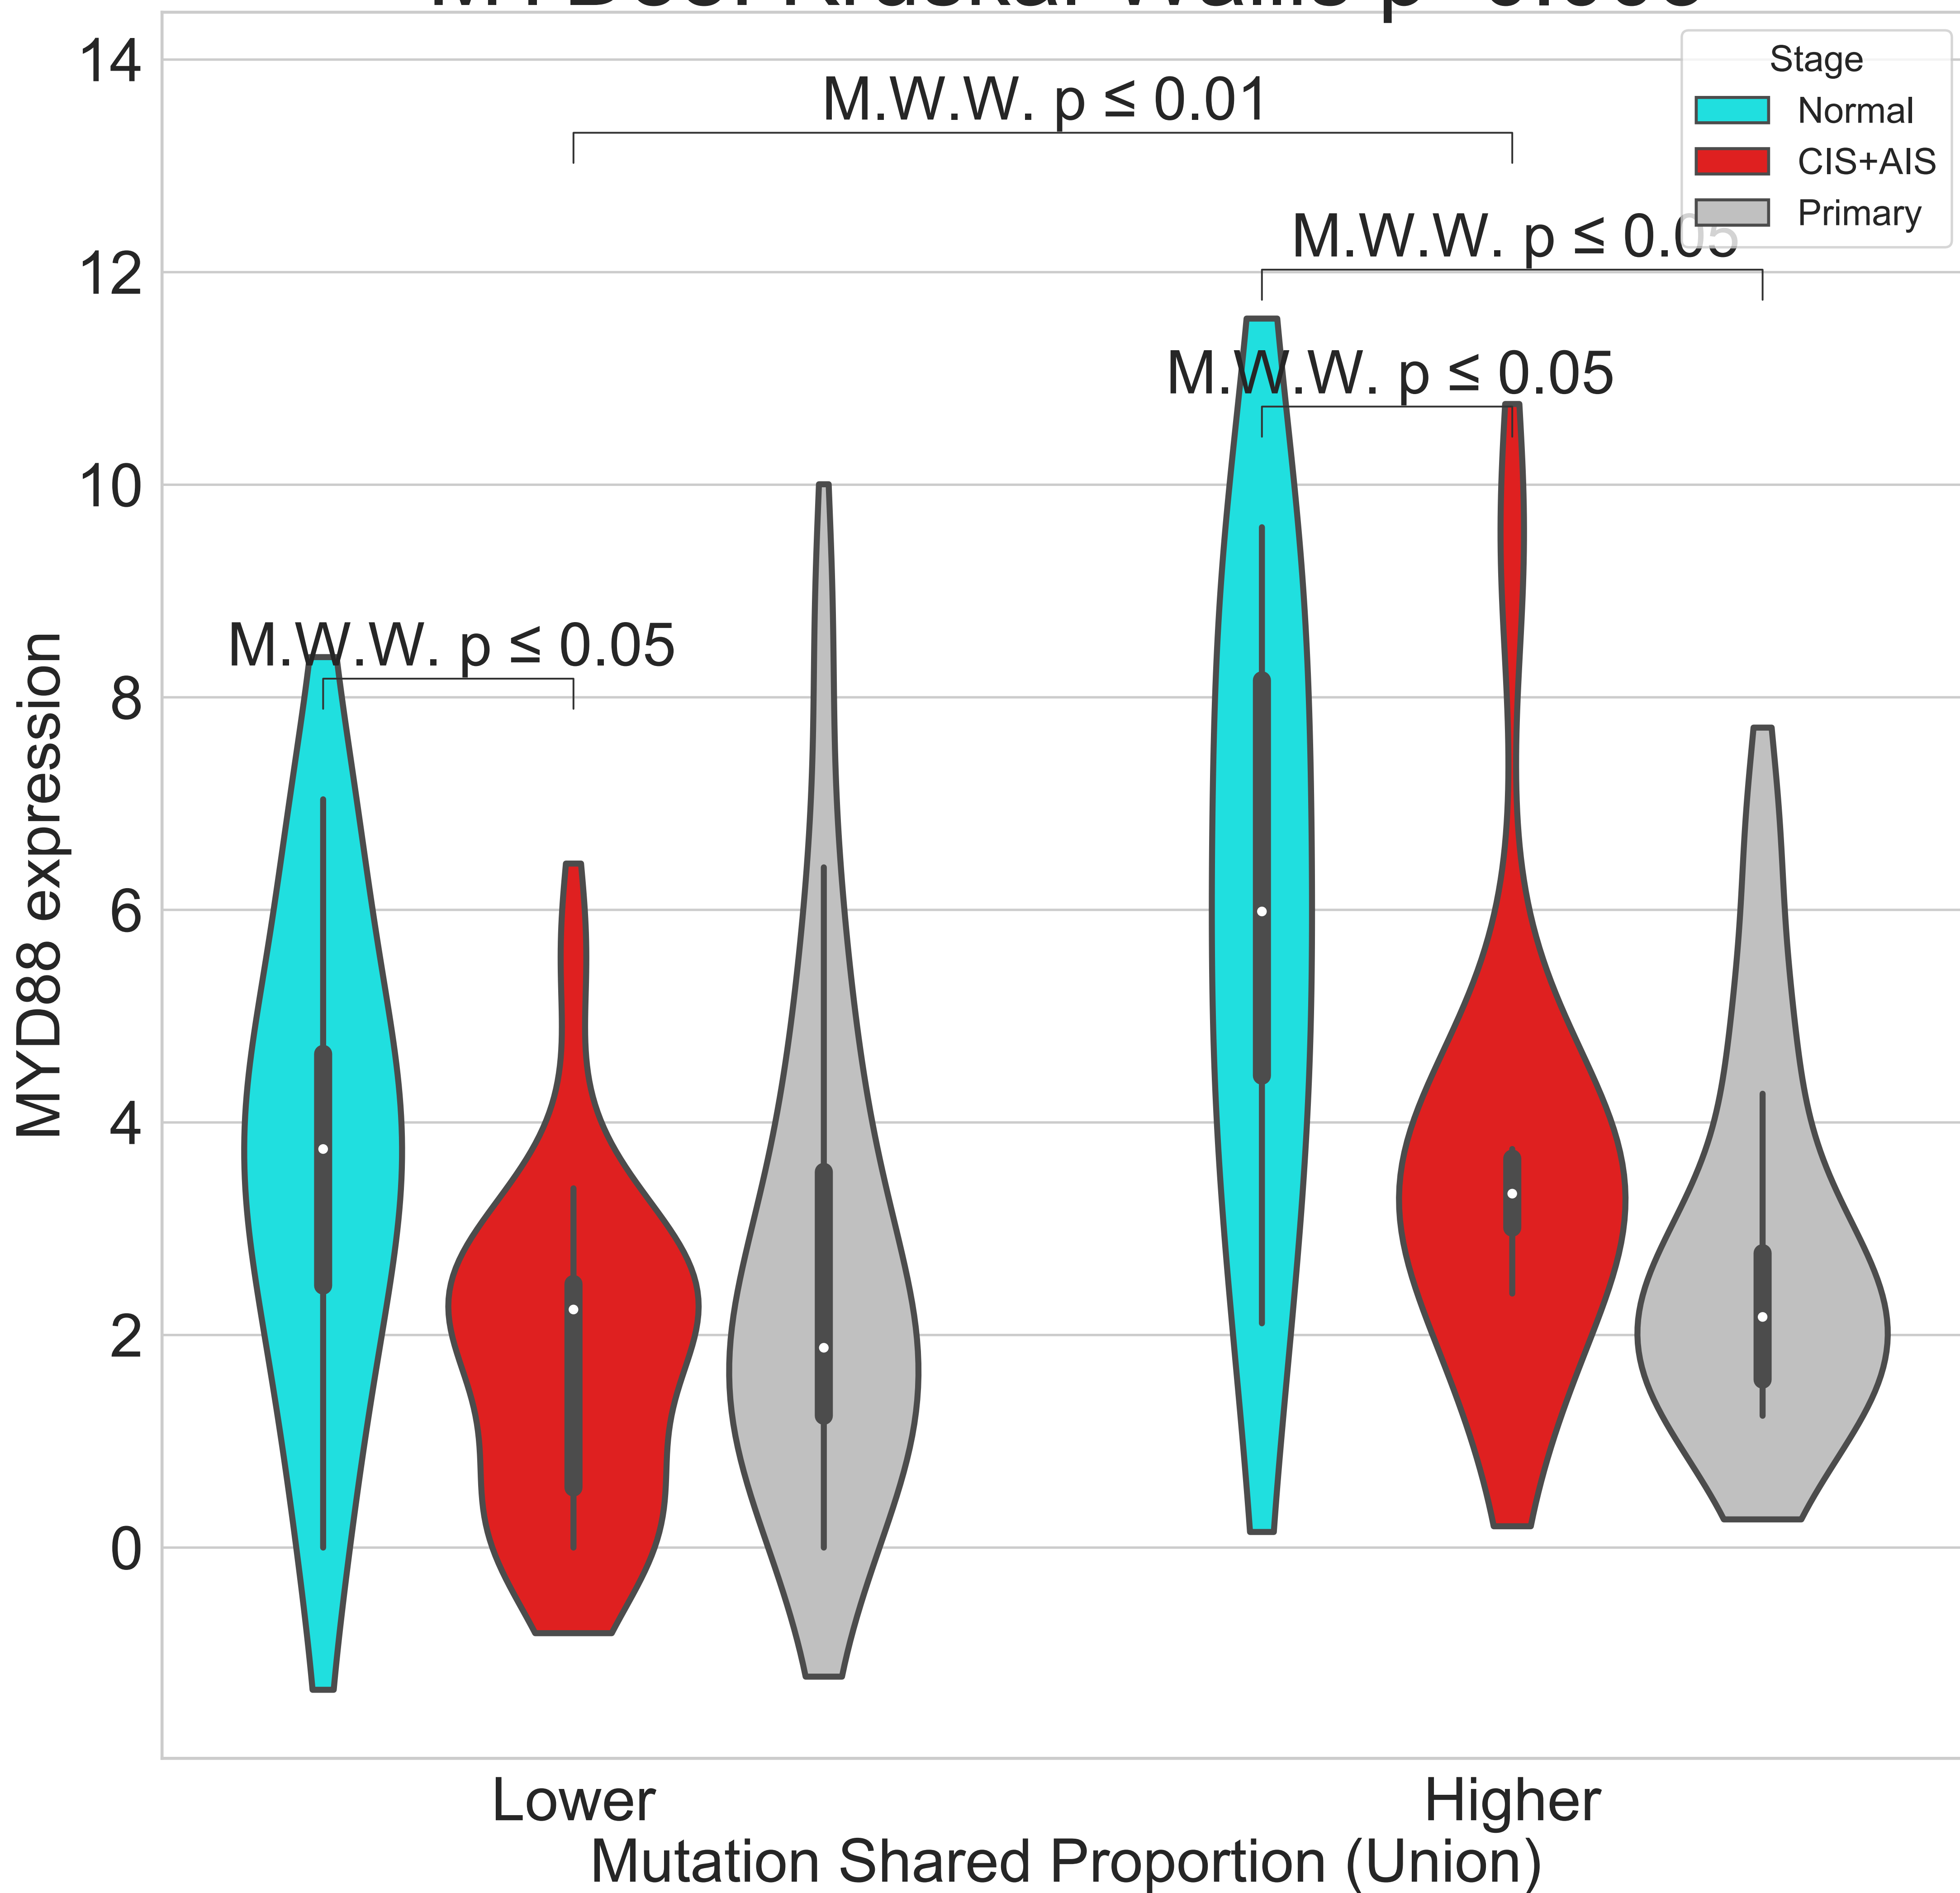 14
12
10
8
6
4
2
0
MYD88 expression
M.W.W. p ≤ 0.01
M.W.W. p ≤ 0.05
M.W.W. p ≤ 0.05
M.W.W. p ≤ 0.05
Stage
Normal
CIS+AIS
Primary
Lower
Higher
Mutation Shared Proportion (Union)